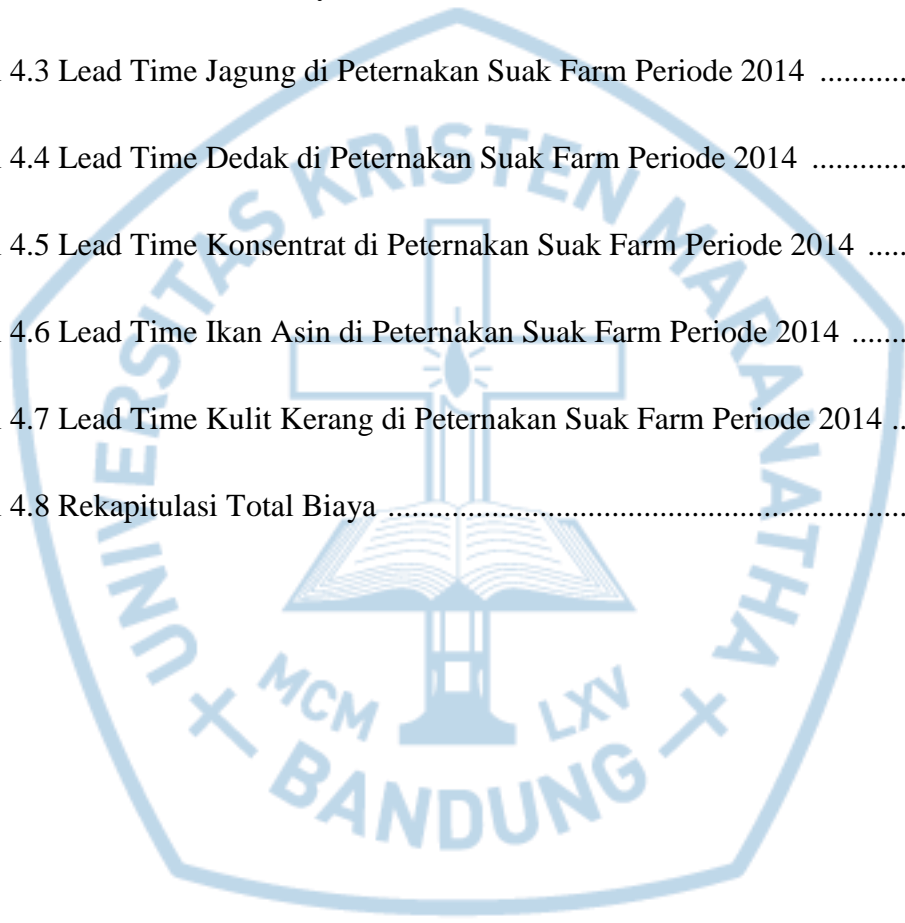 4.3 Lead Time Jagung di Peternakan Suak Farm Periode 2014 ...........
4.4 Lead Time Dedak di Peternakan Suak Farm Periode 2014 ............
4.5 Lead Time Konsentrat di Peternakan Suak Farm Periode 2014 .....
4.6 Lead Time Ikan Asin di Peternakan Suak Farm Periode 2014 .......
4.7 Lead Time Kulit Kerang di Peternakan Suak Farm Periode 2014 ..
4.8 Rekapitulasi Total Biaya .................................................................
UNIVERSITAS KRISTEN MARANATHA
MCM LXV
BANDUNG